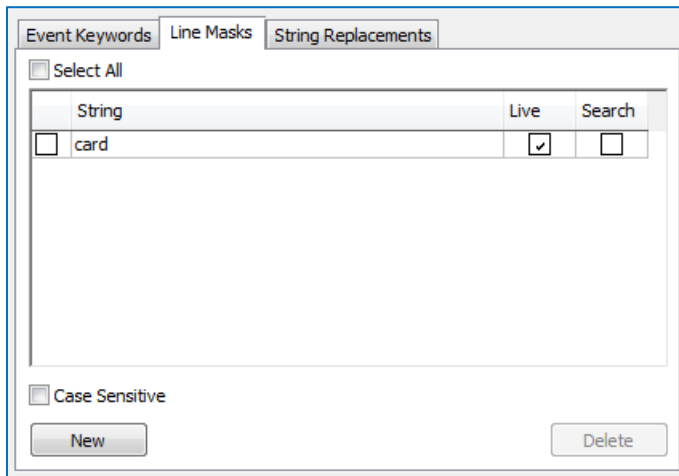 Event Keywords Line Masks String Replacements
Select All
String Live Search
card
Case Sensitive
New Delete